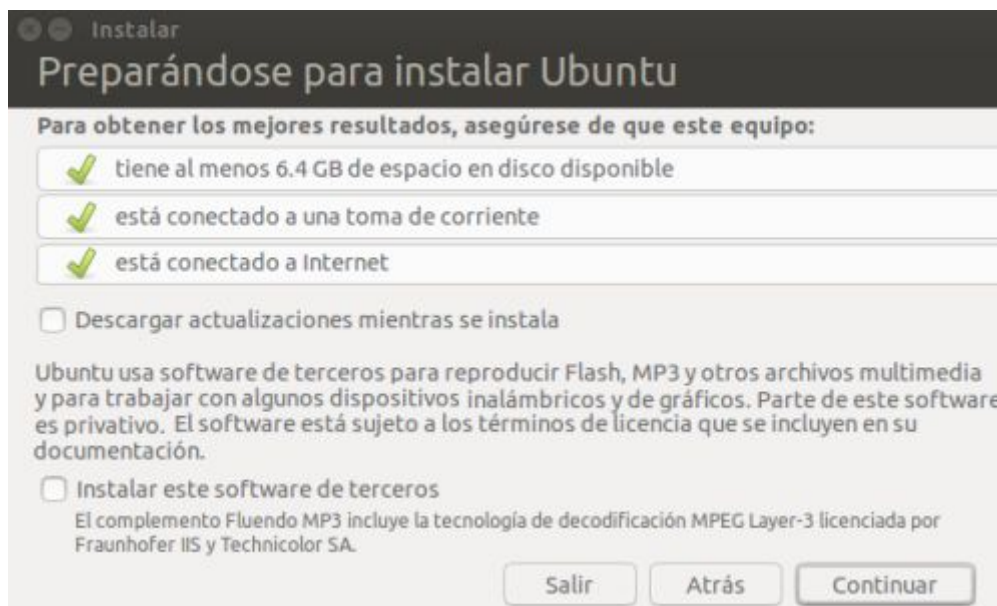 Instalar
Preparándose para instalar Ubuntu
Para obtener los mejores resultados, asegúrese de que este equipo:
tiene al menos 6.4 GB de espacio en disco disponible
está conectado a una toma de corriente
está conectado a Internet
Descargar actualizaciones mientras se instala
Ubuntu usa software de terceros para reproducir Flash, MP3 y otros archivos multimedia
y para trabajar con algunos dispositivos inalámbricos y de gráficos. Parte de este software
es privativo. El software está sujeto a los términos de licencia que se incluyen en su
documentación.
Instalar este software de terceros
El complemento Fluendo MP3 incluye la tecnología de decodificación MPEG Layer-3 licenciada por
Fraunhofer IIS y Technicolor SA.
Salir Atrás Continuar